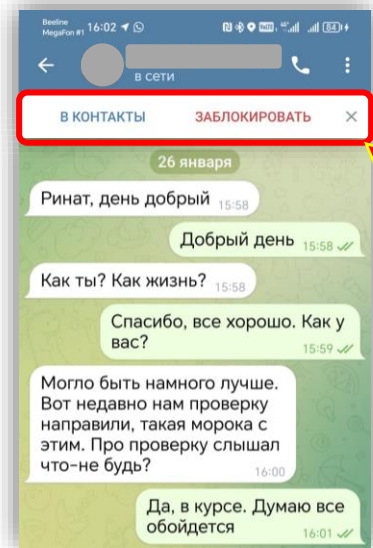 Beeline 16:02
MegaFon #1
84
в сети
В КОНТАКТЫ ЗАБЛОКИРОВАТЬ
26 января
Ринат, день добрый 15:58
Добрый день 15:58
Как ты? Как жизнь? 15:58
Спасибо, все хорошо. Как у
вас? 15:59
Могло быть намного лучше.
Вот недавно нам проверку
направили, такая морока с
этим. Про проверку слышал
что-не будь? 16:00
Да, в курсе. Думаю все
обойдется 16:01